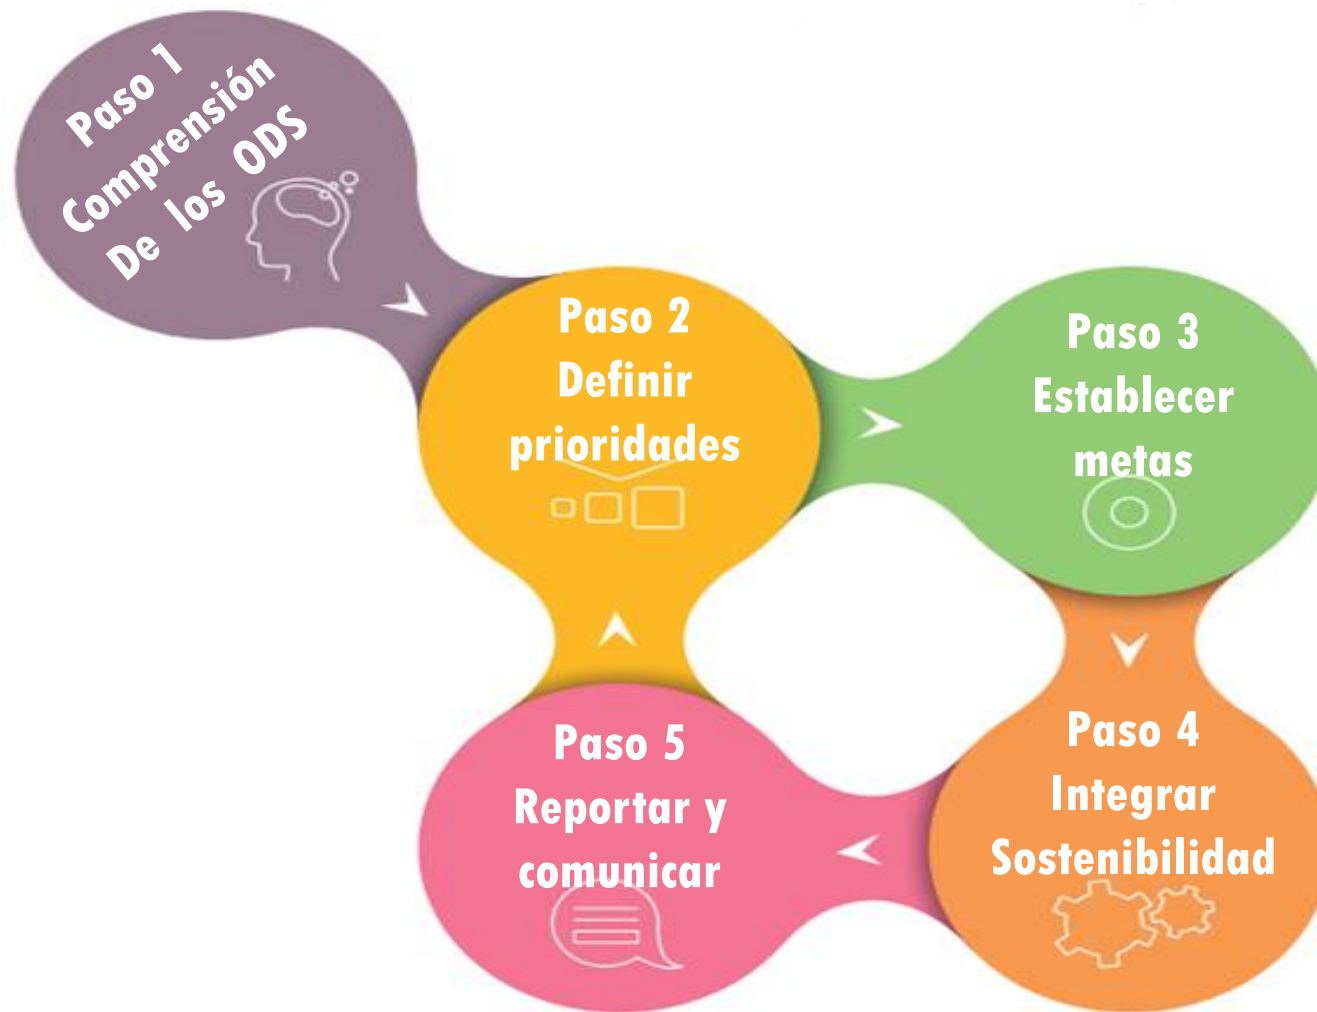 Paso 1
Comprensión
De los ODS
Paso 2
Definir
prioridades
Paso 3
Establecer
metas
Paso 4
Integrar
Sostenibilidad
Paso 5
Reportar y
comunicar